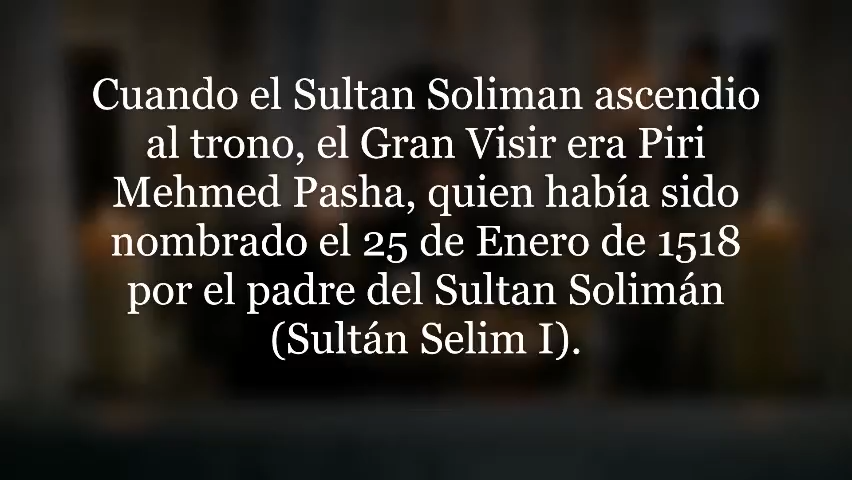 Cuando el Sultan Soliman ascendio
al trono, el Gran Visir era Piri
Mehmed Pasha, quien había sido
nombrado el 25 de Enero de 1518
por el padre del Sultan Solimán
(Sultán Selim I).